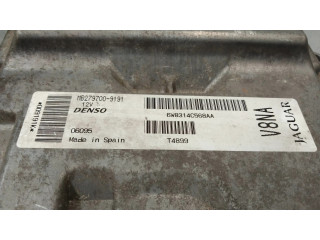 MB279700-9191
12V
DENSO
6W8314C568AA
06095
Made in Spain
T4899
V8NA
JAGUAR